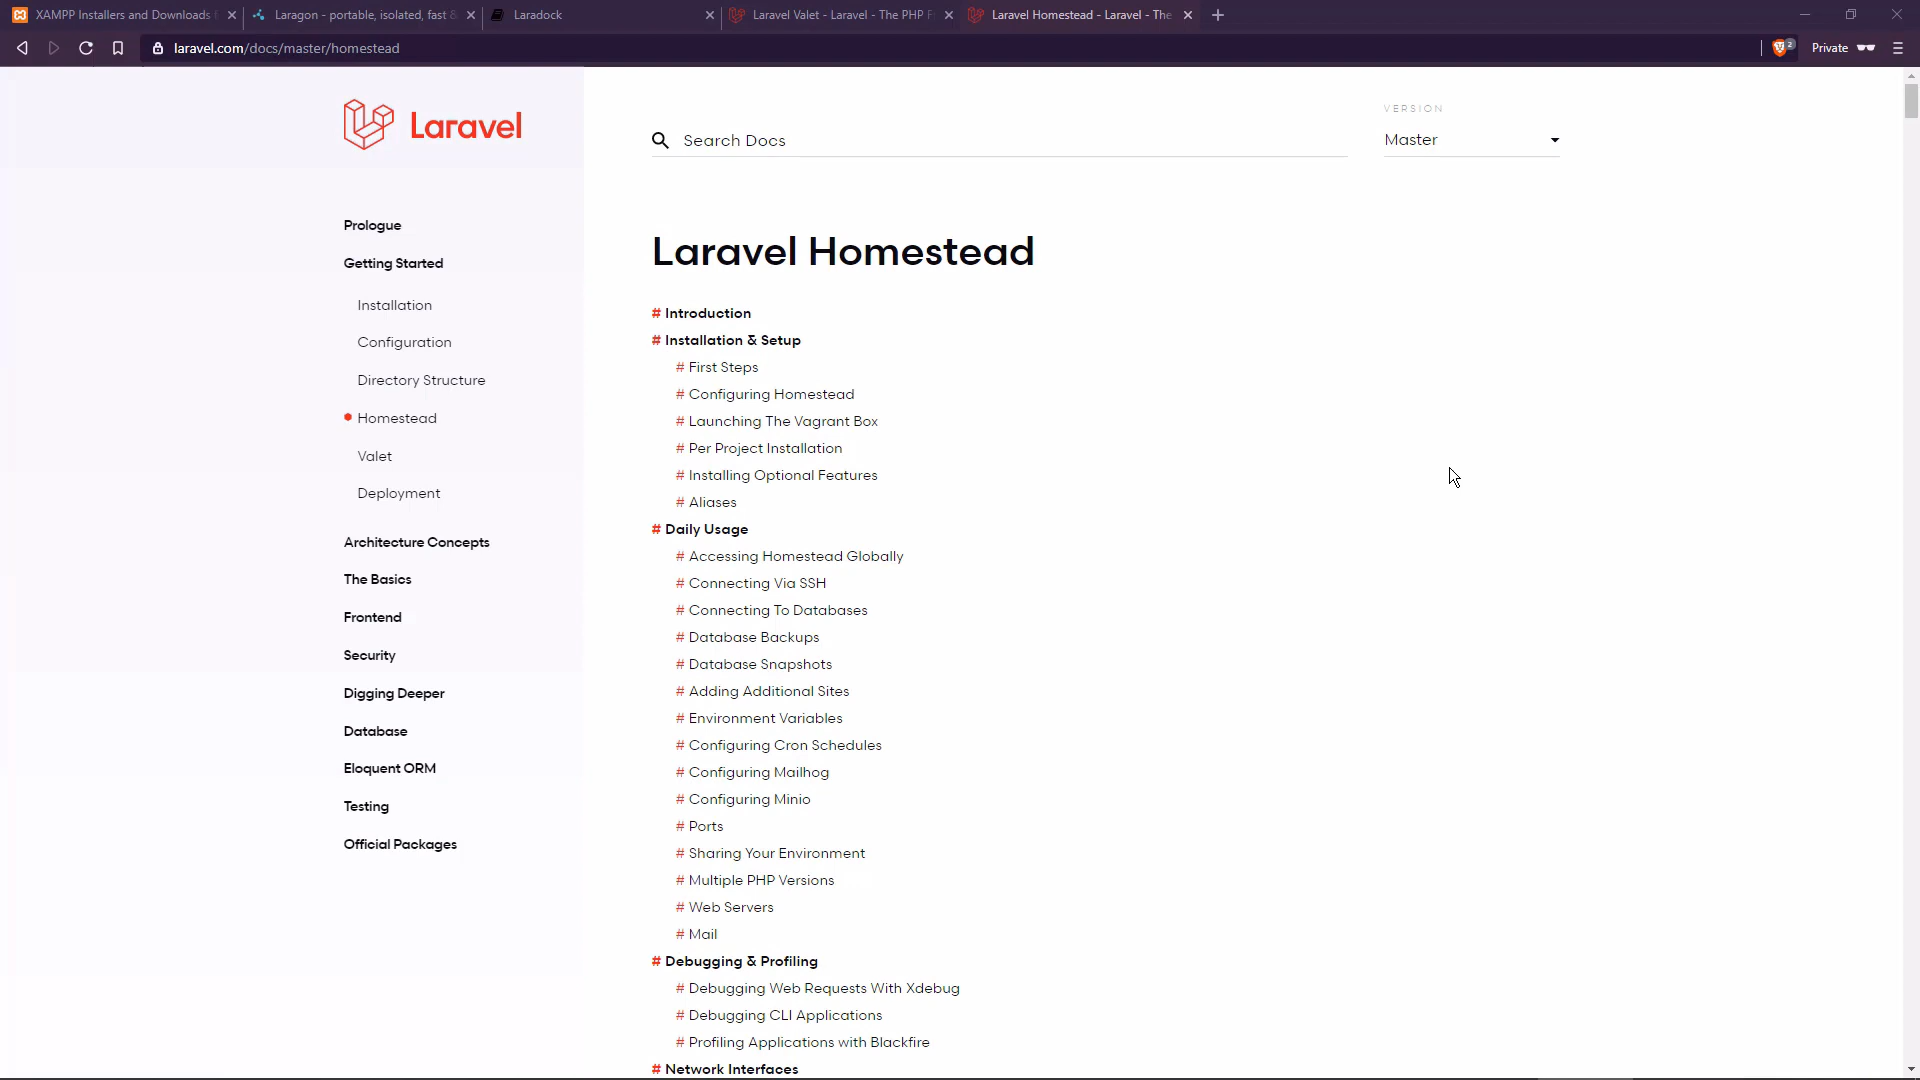 XAMPP Installers and Downloads
Laragon - portable, isolated, fast &
Laradock
Laravel Valet - Laravel - The PHP F
Laravel Homestead - Laravel - The
laravel.com/docs/master/homestead
2
Private
Laravel
Prologue
Getting Started
Installation
Configuration
Directory Structure
Homestead
Valet
Deployment
Architecture Concepts
The Basics
Frontend
Security
Digging Deeper
Database
Eloquent ORM
Testing
Official Packages
Search Docs
VERSION
Master
Laravel Homestead
# Introduction
# Installation & Setup
# First Steps
# Configuring Homestead
# Launching The Vagrant Box
# Per Project Installation
# Installing Optional Features
# Aliases
# Daily Usage
# Accessing Homestead Globally
# Connecting Via SSH
# Connecting To Databases
# Database Backups
# Database Snapshots
# Adding Additional Sites
# Environment Variables
# Configuring Cron Schedules
# Configuring Mailhog
# Configuring Minio
# Ports
# Sharing Your Environment
# Multiple PHP Versions
# Web Servers
# Mail
# Debugging & Profiling
# Debugging Web Requests With Xdebug
# Debugging CLI Applications
# Profiling Applications with Blackfire
# Network Interfaces